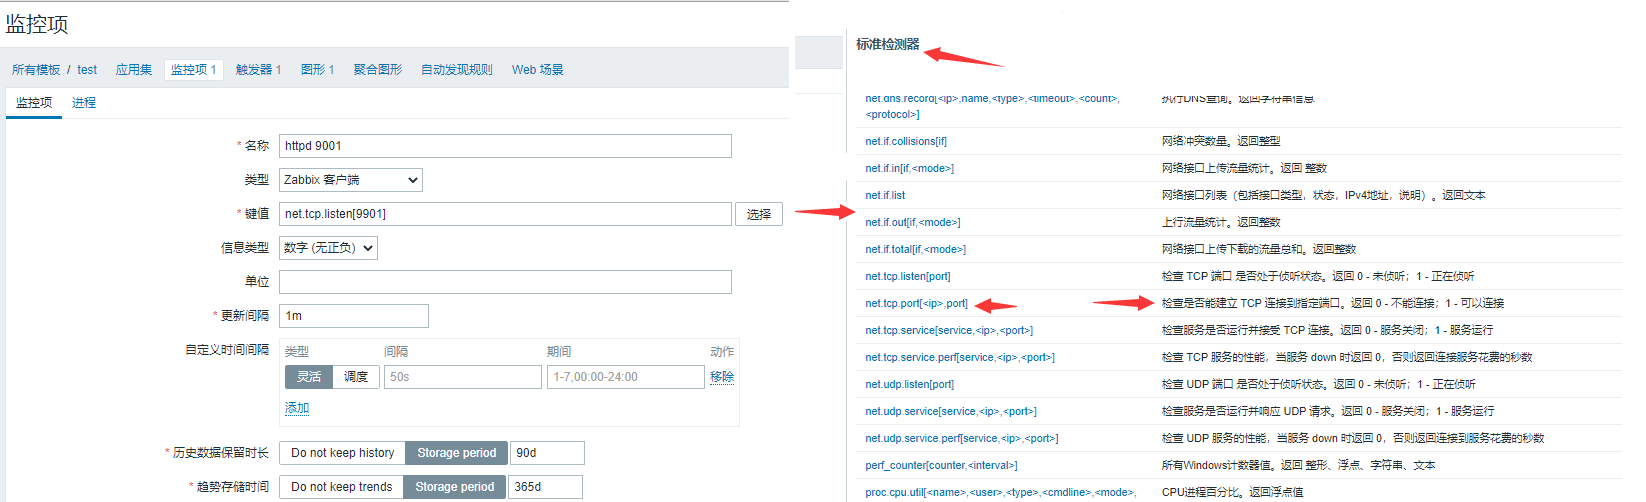 监控项
所有模板 / test 应用集 监控项 1 触发器 1 图形 1 聚合图形 自动发现规则 Web 场景
监控项 进程
* 名称 httpd 9001
类型 Zabbix 客户端
* 键值 net.tcp.listen[9901] 选择
信息类型 数字 (无正负)
单位
* 更新间隔 1m
自定义时间间隔 类型 间隔 期间 动作
灵活 调度 50s 1-7,00:00-24:00 移除
添加
* 历史数据保留时长 Do not keep history Storage period 90d
* 趋势存储时间 Do not keep trends Storage period 365d
标准检测器
net.dns.record[<ip>,name,<type>,<timeout>,<count>, 执行DNS查询。返回字符串信息
<protocol>]
net.if.collisions[if] 网络冲突数量。返回整型
net.if.in[if,<mode>] 网络接口上传流量统计。返回 整数
net.if.list 网络接口列表（包括接口类型，状态，IPv4地址，说明）。返回文本
net.if.out[if,<mode>] 上行流量统计。返回整数
net.if.total[if,<mode>] 网络接口上传下载的流量总和。返回整数
net.tcp.listen[port] 检查 TCP 端口 是否处于侦听状态。返回 0 - 未侦听；1 - 正在侦听
net.tcp.port[<ip>,port] 检查是否能建立 TCP 连接到指定端口。返回 0 - 不能连接；1 - 可以连接
net.tcp.service[service,<ip>,<port>] 检查服务是否运行并接受 TCP 连接。返回 0 - 服务关闭；1 - 服务运行
net.tcp.service.perf[service,<ip>,<port>] 检查 TCP 服务的性能，当服务 down 时返回 0，否则返回连接服务花费的秒数
net.udp.listen[port] 检查 UDP 端口 是否处于侦听状态。返回 0 - 未侦听；1 - 正在侦听
net.udp.service[service,<ip>,<port>] 检查服务是否运行并响应 UDP 请求。返回 0 - 服务关闭；1 - 服务运行
net.udp.service.perf[service,<ip>,<port>] 检查 UDP 服务的性能，当服务 down 时返回 0，否则返回连接到服务花费的秒数
perf_counter[counter,<interval>] 所有Windows计数器值。返回 整形、浮点、字符串、文本
proc.cpu.util[<name>,<user>,<type>,<cmdline>,<mode>, CPU进程百分比。返回浮点值